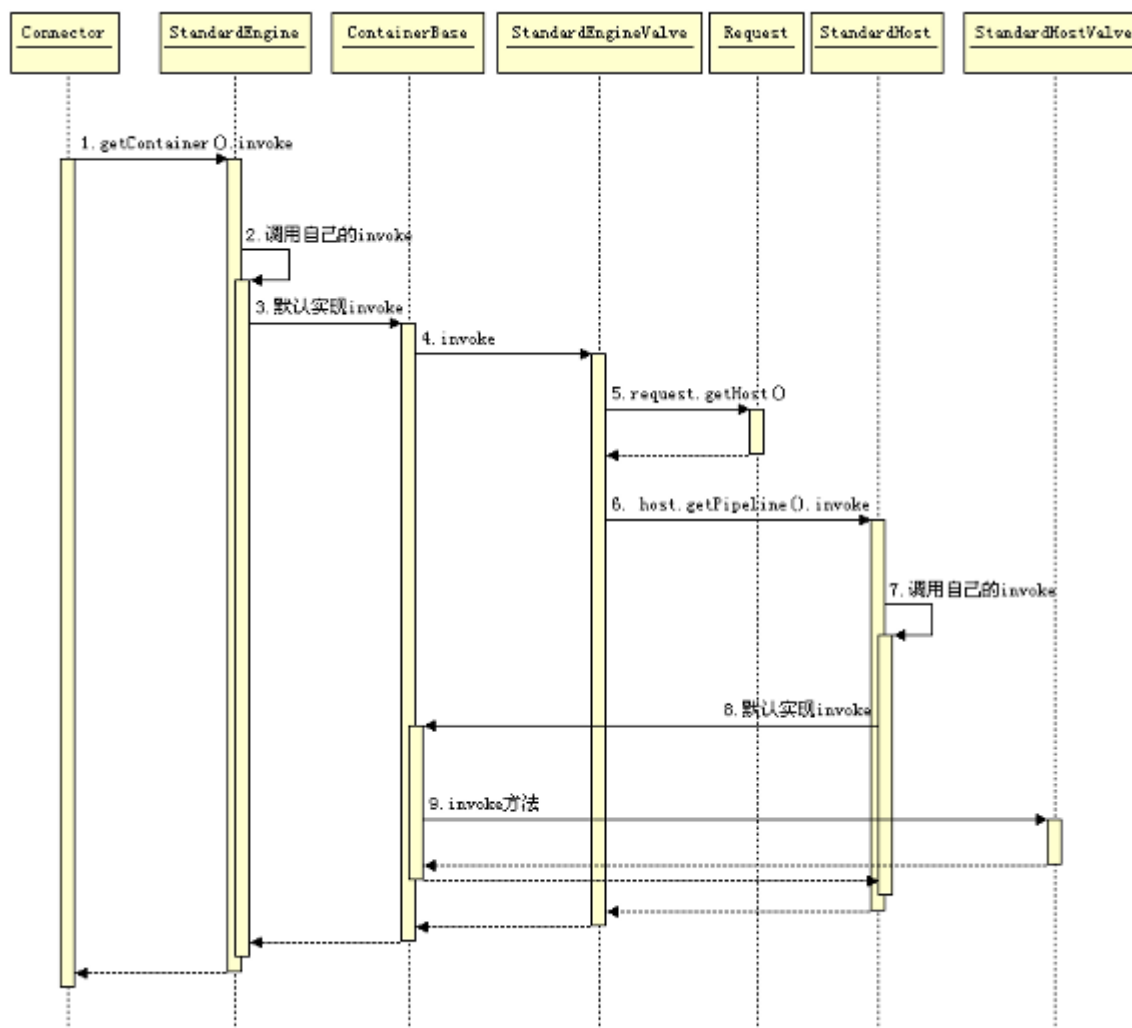 Connector
StandardEngine
ContainerBase
StandardEngineValve
Request
StandardHost
StandardHostValve
1.getContainer().invoke
2.调用自己的invoke
3.默认实现invoke
4.invoke
5.request.getHost()
6. host.getPipeline().invoke
7.调用自己的invoke
8.默认实现invoke
9.invoke方法